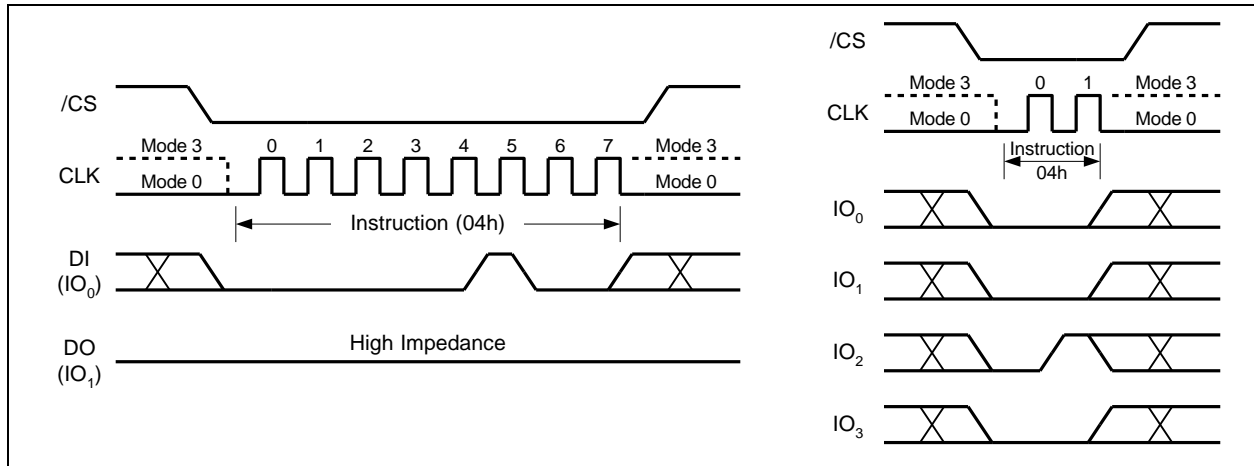 /CS
Mode 3 0 1 2 3 4 5 6 7 Mode 3
CLK
Mode 0 Mode 0
Instruction (04h)
DI
(IO0)
High Impedance
DO
(IO1)
/CS
Mode 3 0 1 Mode 3
CLK
Mode 0 Mode 0
Instruction
04h
IO0
IO1
IO2
IO3